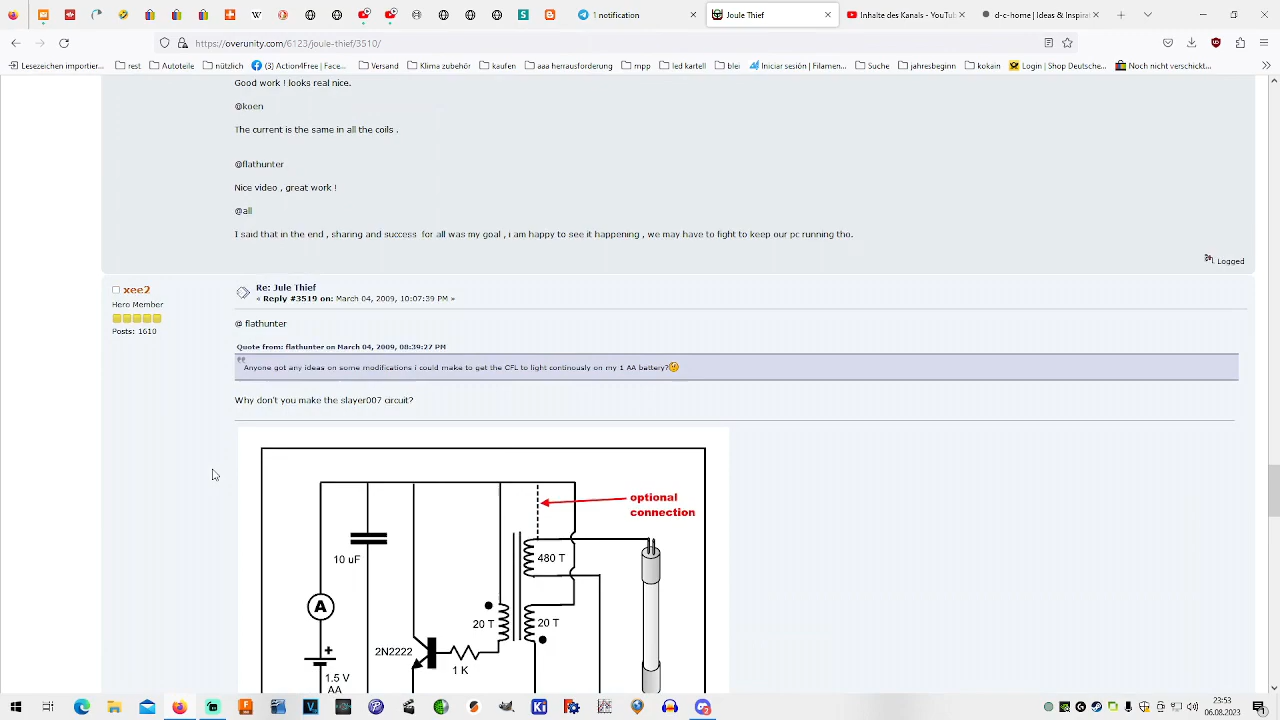 1 notification
Joule Thief
Inhalte des Kanals - YouTub
d-c-home | Ideas & Inspir
https://overunity.com/6123/joule-thief/3510/
Lesezeichen importier...
rest
Autoteile
nützlich
(3) Action4Free | Face...
Versand
Klima zubehör
kaufen
aaa herrausforderung
mpp
led kartell
blei
Iniciar sesión | Filamen...
Suche
jahresbeginn
kokain
Login | Shop Deutsche...
Noch nicht verschickt...
Good work ! looks real nice.
@koen
The current is the same in all the coils .
@flathunter
Nice video , great work !
@all
I said that in the end , sharing and success for all was my goal , i am happy to see it happening , we may have to fight to keep our pc running tho.
Logged
xee2
Hero Member
Posts: 1610
Re: Jule Thief
« Reply #3519 on: March 04, 2009, 10:07:39 PM »
@ flathunter
Quote from: flathunter on March 04, 2009, 08:39:27 PM
Anyone got any ideas on some modifications i could make to get the CFL to light continously on my 1 AA battery?
Why don't you make the slayer007 circuit?
optional
connection
10 uF
480 T
A
20 T
20 T
2N2222
1 K
+
1.5 V
AA
23:53
06.08.2023